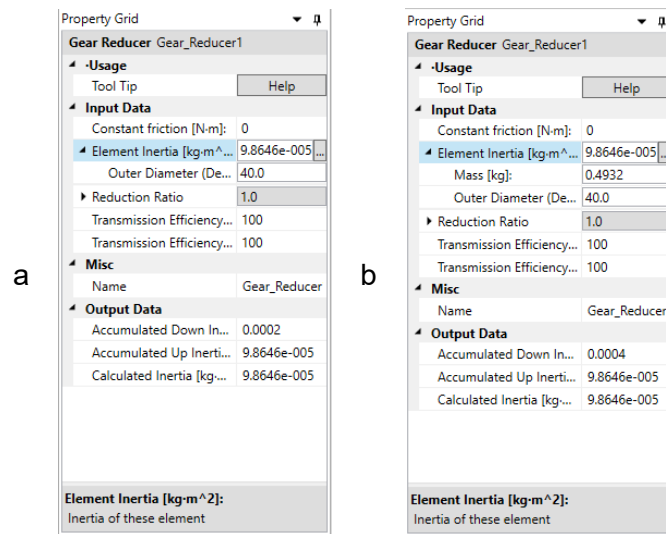 a
Property Grid
Gear Reducer Gear_Reducer1
·Usage
Tool Tip Help
Input Data
Constant friction [N·m]: 0
Element Inertia [kg·m^... 9.8646e-005 ...
Outer Diameter (De... 40.0
Reduction Ratio 1.0
Transmission Efficiency... 100
Transmission Efficiency... 100
Misc
Name Gear_Reducer
Output Data
Accumulated Down In... 0.0002
Accumulated Up Inerti... 9.8646e-005
Calculated Inertia [kg·... 9.8646e-005
Element Inertia [kg·m^2]:
Inertia of these element
b
Property Grid
Gear Reducer Gear_Reducer1
·Usage
Tool Tip Help
Input Data
Constant friction [N·m]: 0
Element Inertia [kg·m^... 9.8646e-005 ...
Mass [kg]: 0.4932
Outer Diameter (De... 40.0
Reduction Ratio 1.0
Transmission Efficiency... 100
Transmission Efficiency... 100
Misc
Name Gear_Reducer
Output Data
Accumulated Down In... 0.0004
Accumulated Up Inerti... 9.8646e-005
Calculated Inertia [kg·... 9.8646e-005
Element Inertia [kg·m^2]:
Inertia of these element